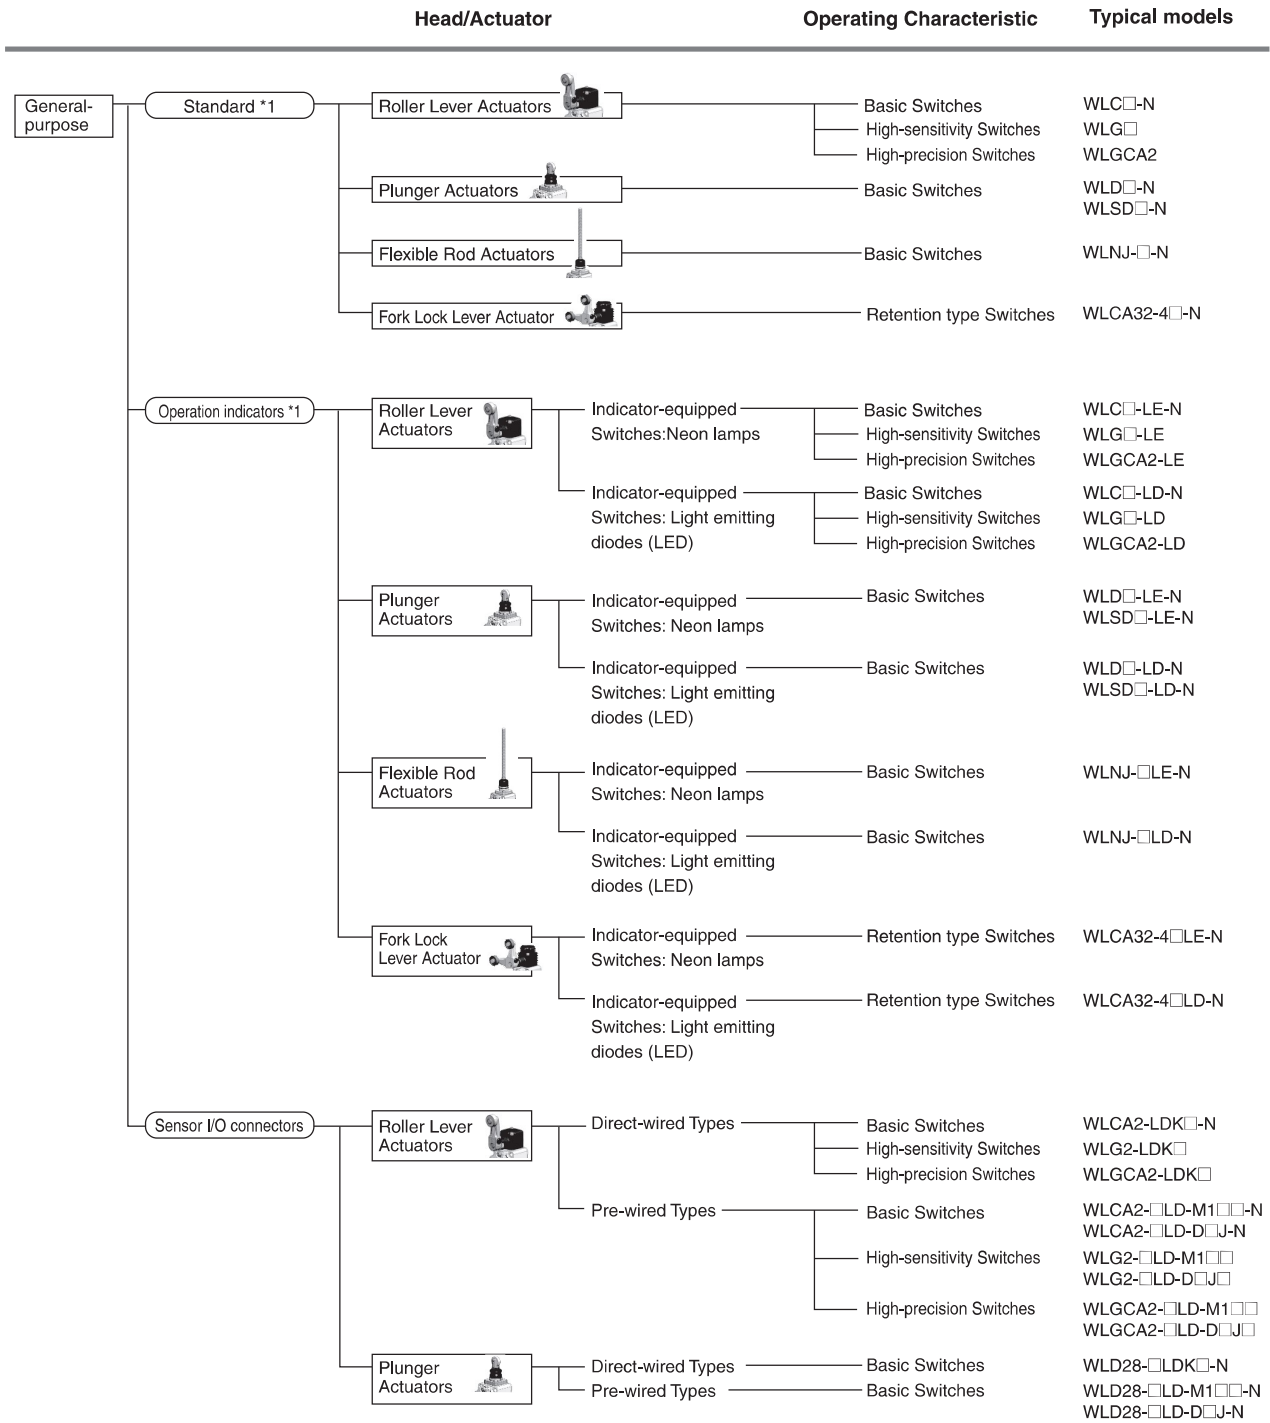 Head/Actuator Operating Characteristic Typical models
General-purpose Standard *1 Roller Lever Actuators Basic Switches WLC□-N
High-sensitivity Switches WLG□
High-precision Switches WLGCA2
Plunger Actuators Basic Switches WLD□-N
WLSD□-N
Flexible Rod Actuators Basic Switches WLNJ-□-N
Fork Lock Lever Actuator Retention type Switches WLCA32-4□-N
Operation indicators *1 Roller Lever Indicator-equipped Basic Switches WLC□-LE-N
Actuators Switches:Neon lamps High-sensitivity Switches WLG□-LE
High-precision Switches WLGCA2-LE
Indicator-equipped Basic Switches WLC□-LD-N
Switches: Light emitting High-sensitivity Switches WLG□-LD
diodes (LED) High-precision Switches WLGCA2-LD
Plunger Indicator-equipped Basic Switches WLD□-LE-N
Actuators Switches: Neon lamps WLSD□-LE-N
Indicator-equipped Basic Switches WLD□-LD-N
Switches: Light emitting WLSD□-LD-N
diodes (LED)
Flexible Rod Indicator-equipped Basic Switches WLNJ-□LE-N
Actuators Switches: Neon lamps
Indicator-equipped Basic Switches WLNJ-□LD-N
Switches: Light emitting
diodes (LED)
Fork Lock Indicator-equipped Retention type Switches WLCA32-4□LE-N
Lever Actuator Switches: Neon lamps
Indicator-equipped Retention type Switches WLCA32-4□LD-N
Switches: Light emitting
diodes (LED)
Sensor I/O connectors Roller Lever Direct-wired Types Basic Switches WLCA2-LDK□-N
Actuators High-sensitivity Switches WLG2-LDK□
High-precision Switches WLGCA2-LDK□
Pre-wired Types Basic Switches WLCA2-□LD-M1□□-N
WLCA2-□LD-D□J-N
High-sensitivity Switches WLG2-□LD-M1□□
WLG2-□LD-D□J□
High-precision Switches WLGCA2-□LD-M1□□
WLGCA2-□LD-D□J□
Plunger Direct-wired Types Basic Switches WLD28-□LDK□-N
Actuators Pre-wired Types Basic Switches WLD28-□LD-M1□□-N
WLD28-□LD-D□J-N